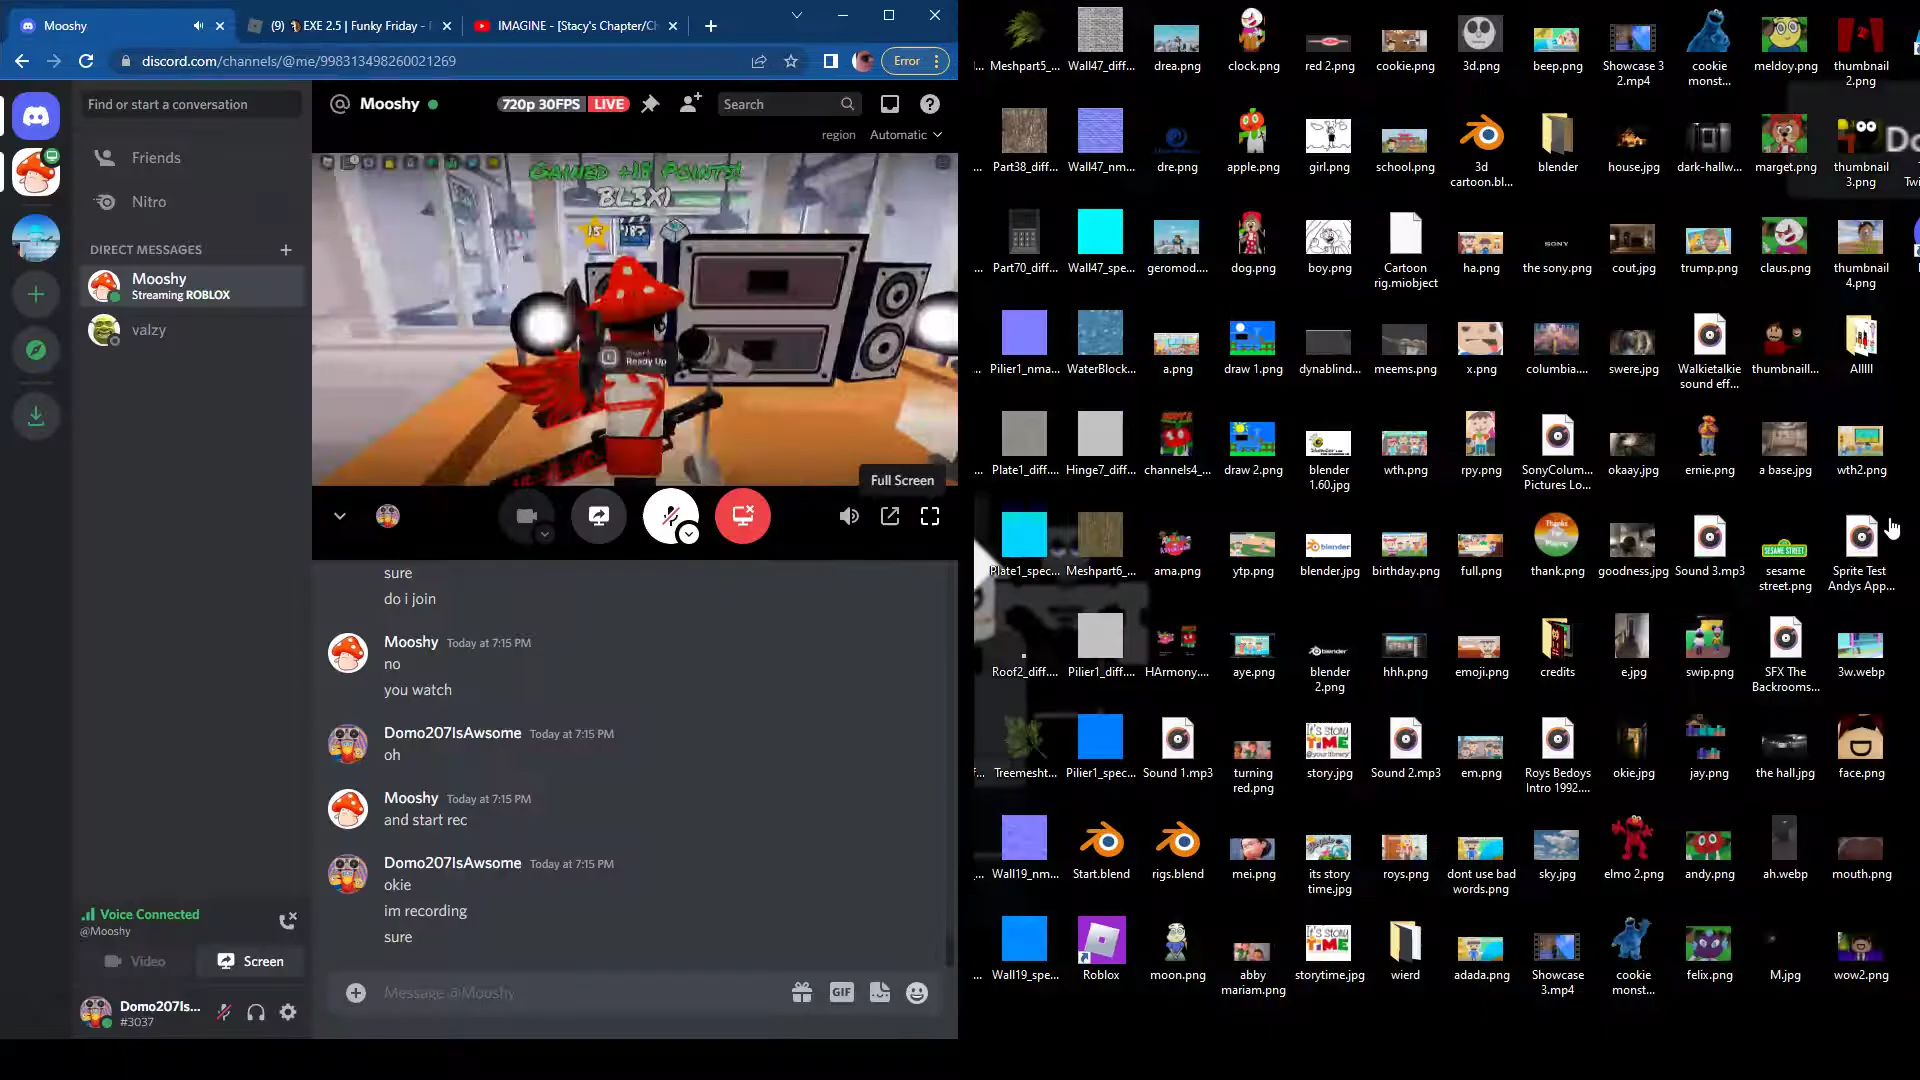 Mooshy
(9) EXE 2.5 | Funky Friday -
IMAGINE - [Stacy's Chapter/Ch
discord.com/channels/@me/998313498260021269
Error
Find or start a conversation
Friends
Nitro
DIRECT MESSAGES
Mooshy
Streaming ROBLOX
valzy
Voice Connected
@Mooshy
Video
Screen
Domo207Is...
#3037
Mooshy
720p 30FPS
LIVE
Search
region
Automatic
GAINED +18 POINTS!
BL3X1
15
187
Ready Up
Full Screen
sure
do i join
Mooshy Today at 7:15 PM
no
you watch
Domo207IsAwsome Today at 7:15 PM
oh
Mooshy Today at 7:15 PM
and start rec
Domo207IsAwsome Today at 7:15 PM
okie
im recording
sure
Message @Mooshy
GIF
Meshpart5_... Wall47_diff... drea.png clock.png red 2.png cookie.png 3d.png beep.png Showcase 3 2.mp4 cookie monst... meldoy.png thumbnail 2.png
Part38_diff... Wall47_nm... dre.png apple.png girl.png school.png 3d cartoon.bl... blender house.jpg dark-hallw... marget.png thumbnail 3.png
Part70_diff... Wall47_spe... geromod.... dog.png boy.png Cartoon rig.miobject ha.png the sony.png cout.jpg trump.png claus.png thumbnail 4.png
Pilier1_nma... WaterBlock... a.png draw 1.png dynablind... meems.png x.png columbia.... swere.jpg Walkietalkie sound eff... thumbnaill... Alllll
Plate1_diff.... Hinge7_diff... channels4_... draw 2.png blender 1.60.jpg wth.png rpy.png SonyColum... Pictures Lo... okaay.jpg ernie.png a base.jpg wth2.png
Plate1_spec... Meshpart6_... ama.png ytp.png blender.jpg birthday.png full.png thank.png goodness.jpg Sound 3.mp3 sesame street.png Sprite Test Andys App...
Roof2_diff.... Pilier1_diff... HArmony.... aye.png blender 2.png hhh.png emoji.png credits e.jpg swip.png SFX The Backrooms... 3w.webp
Treemesht... Pilier1_spec... Sound 1.mp3 turning red.png story.jpg Sound 2.mp3 em.png Roys Bedoys Intro 1992.... okie.jpg jay.png the hall.jpg face.png
Wall19_nm... Start.blend rigs.blend mei.png its story time.jpg roys.png dont use bad words.png sky.jpg elmo 2.png andy.png ah.webp mouth.png
Wall19_spe... Roblox moon.png abby mariam.png storytime.jpg wierd adada.png Showcase 3.mp4 cookie monst... felix.png M.jpg wow2.png